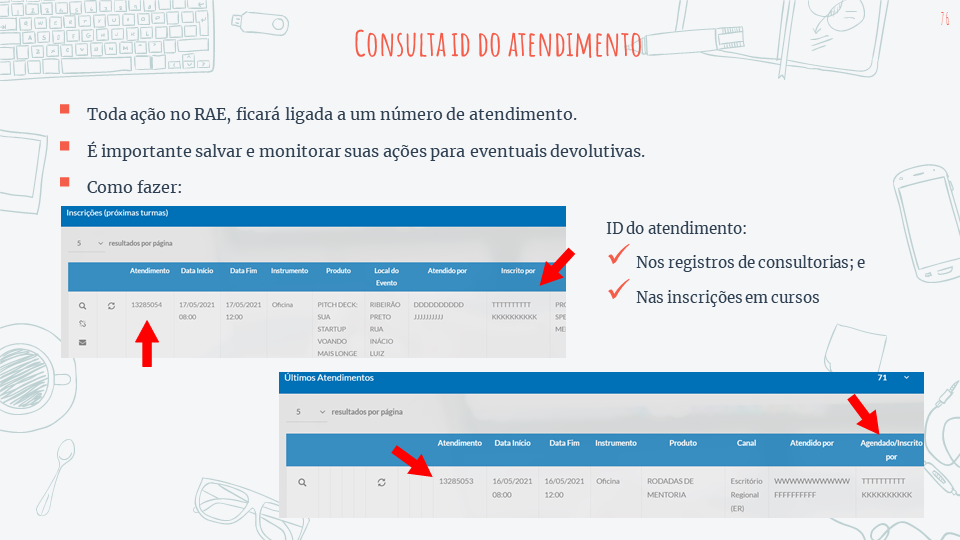 76
CONSULTA ID DO ATENDIMENTO
Toda ação no RAE, ficará ligada a um número de atendimento.
É importante salvar e monitorar suas ações para eventuais devolutivas.
Como fazer:
Inscrições (próximas turmas)
5 resultados por página
Atendimento Data Início Data Fim Instrumento Produto Local do Evento Atendido por Inscrito por
13285054 17/05/2021 17/05/2021 Oficina PITCH DECK: RIBEIRÃO DDDDDDDDDD TTTTTTTTTT PRO
08:00 12:00 SUA PRETO JJJJJJJJJJ KKKKKKKKKK SPE
STARTUP RUA ME
VOANDO INÁCIO
MAIS LONGE LUIZ
ID do atendimento:
Nos registros de consultorias; e
Nas inscrições em cursos
Últimos Atendimentos 71
5 resultados por página
Atendimento Data Início Data Fim Instrumento Produto Canal Atendido por Agendado/Inscrito por
13285053 16/05/2021 16/05/2021 Oficina RODADAS DE Escritório WWWWWWWWWWW TTTTTTTTTT
08:00 12:00 MENTORIA Regional FFFFFFFFFF KKKKKKKKKK
(ER)